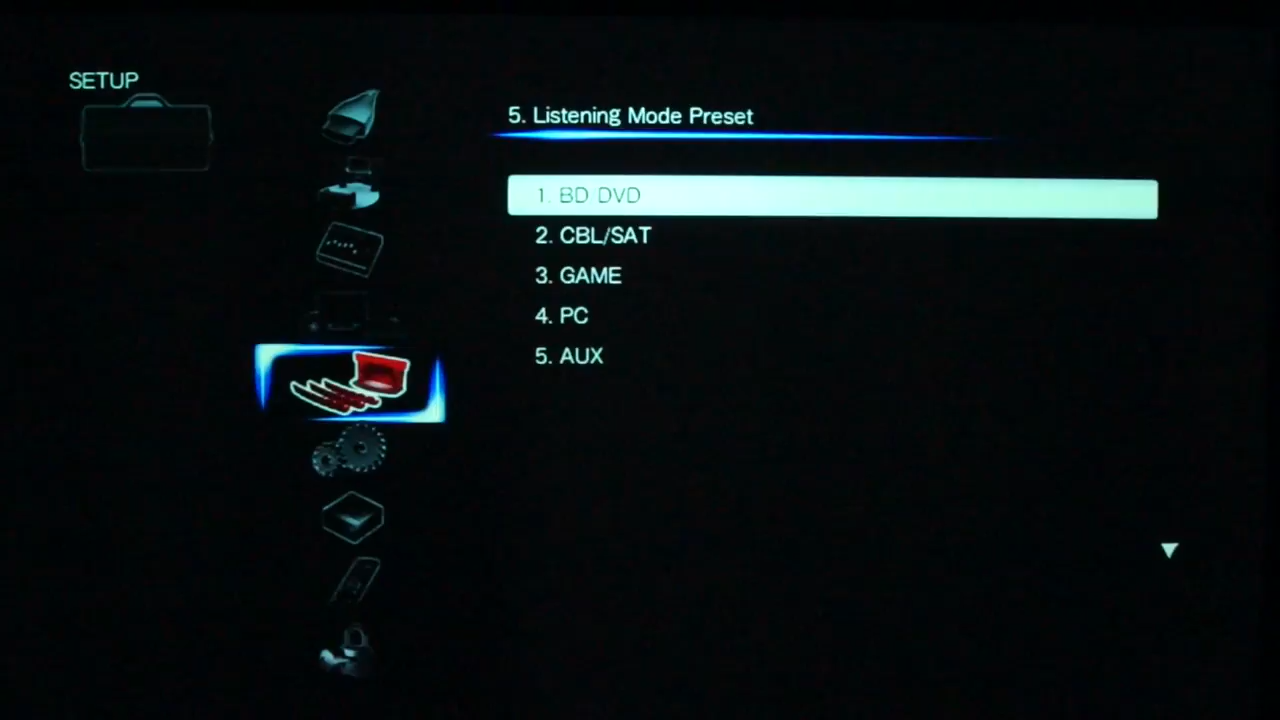 SETUP
5. Listening Mode Preset
1. BD DVD
2. CBL/SAT
3. GAME
4. PC
5. AUX